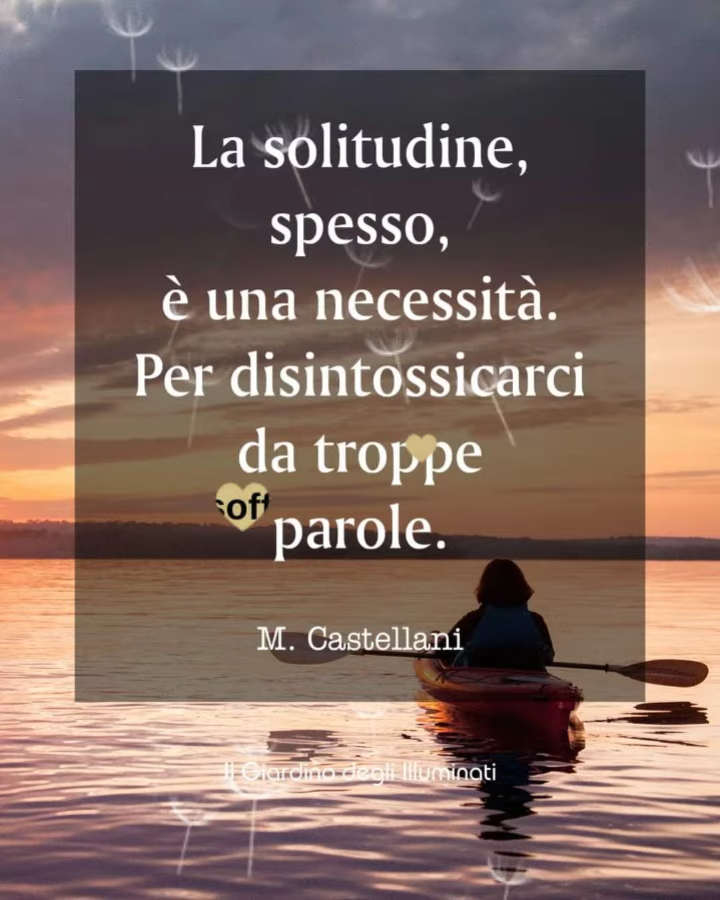 La solitudine,
spesso,
è una necessità.
Per disintossicarci
da troppe
parole.
M. Castellani
Il Giardino degli Illuminati